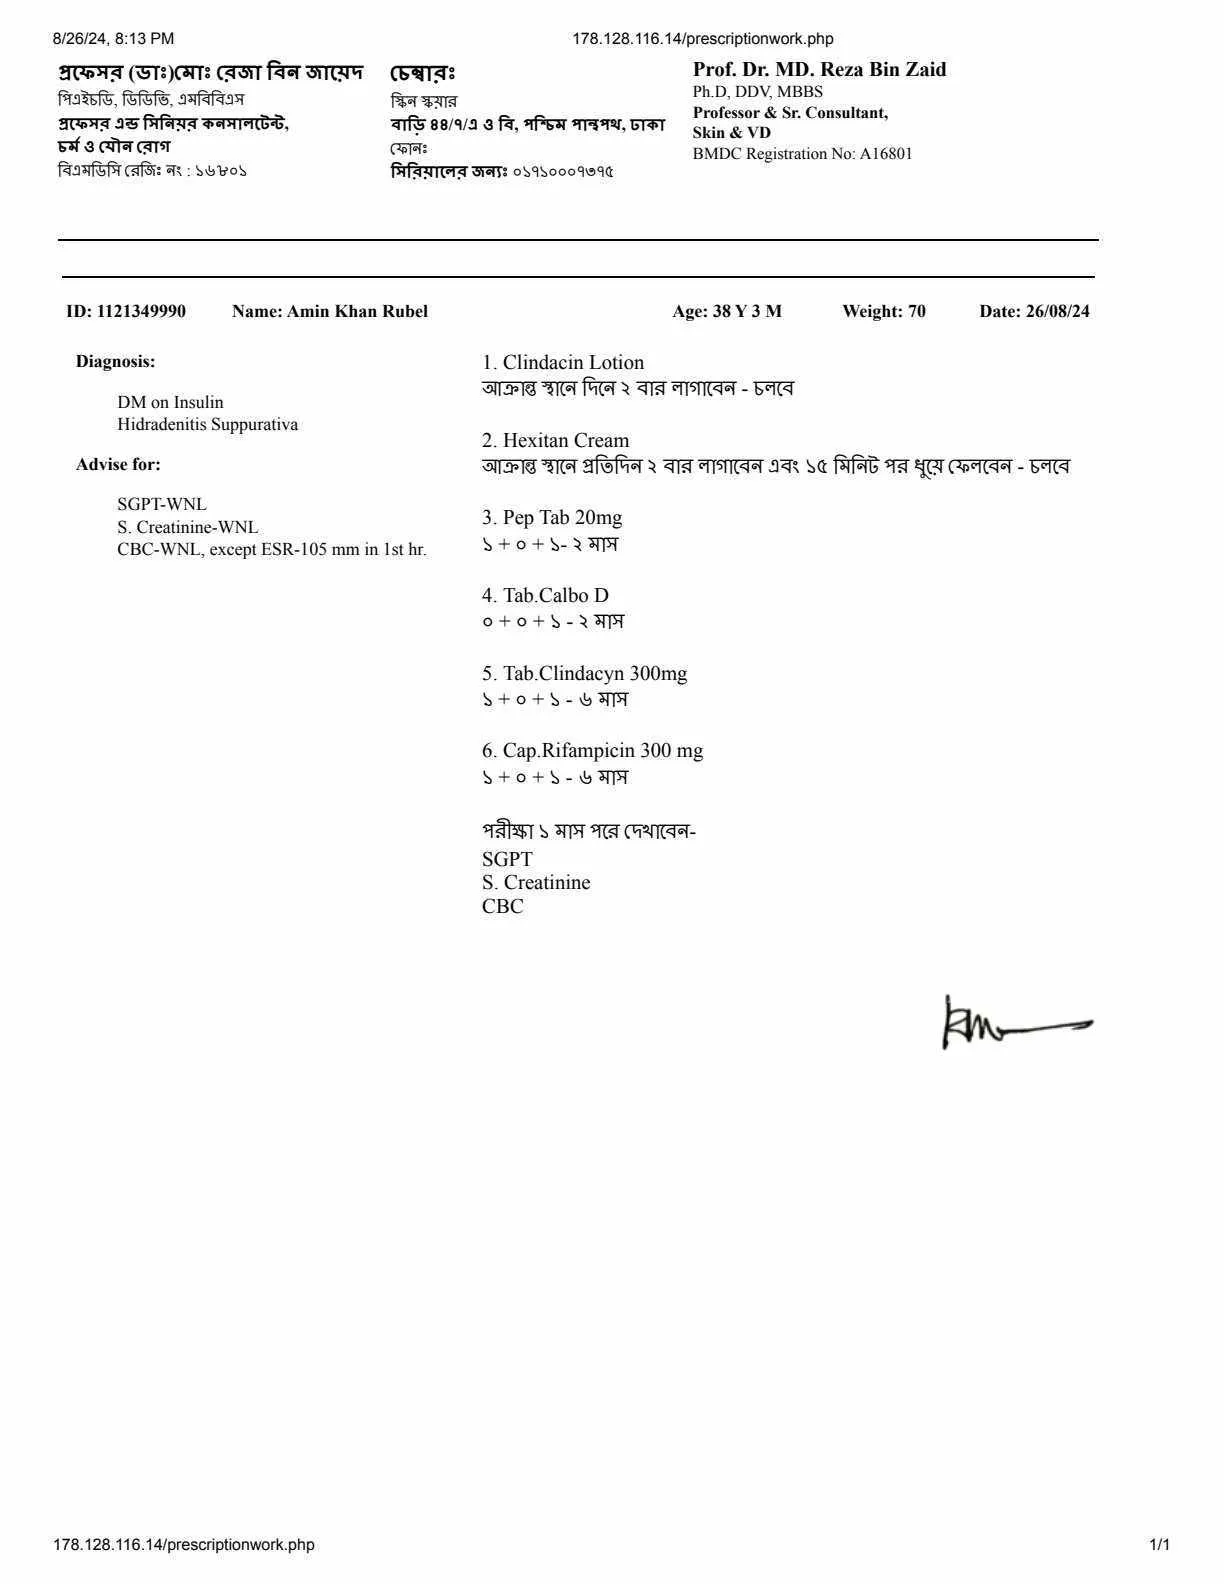 8/26/24, 8:13 PM
178.128.116.14/prescriptionwork.php
প্রফেসর (ডাঃ)মোঃ রেজা বিন জায়েদ
পিএইচডি, ডিডিভি, এমবিবিএস
প্রফেসর এন্ড সিনিয়র কনসালটেন্ট,
চর্ম ও যৌন রোগ
বিএমডিসি রেজিঃ নং : ১৬৮০১
চেম্বারঃ
স্কিন স্কয়ার
বাড়ি ৪৪/৭/এ ও বি, পশ্চিম পান্থপথ, ঢাকা
ফোনঃ
সিরিয়ালের জন্যঃ ০১৭১০০০৭৩৭৫
Prof. Dr. MD. Reza Bin Zaid
Ph.D, DDV, MBBS
Professor & Sr. Consultant,
Skin & VD
BMDC Registration No: A16801
ID: 1121349990 Name: Amin Khan Rubel Age: 38 Y 3 M Weight: 70 Date: 26/08/24
Diagnosis:
DM on Insulin
Hidradenitis Suppurativa
Advise for:
SGPT-WNL
S. Creatinine-WNL
CBC-WNL, except ESR-105 mm in 1st hr.
1. Clindacin Lotion
আক্রান্ত স্থানে দিনে ২ বার লাগাবেন - চলবে
2. Hexitan Cream
আক্রান্ত স্থানে প্রতিদিন ২ বার লাগাবেন এবং ১৫ মিনিট পর ধুয়ে ফেলবেন - চলবে
3. Pep Tab 20mg
১ + ০ + ১- ২ মাস
4. Tab.Calbo D
০ + ০ + ১ - ২ মাস
5. Tab.Clindacyn 300mg
১ + ০ + ১ - ৬ মাস
6. Cap.Rifampicin 300 mg
১ + ০ + ১ - ৬ মাস
পরীক্ষা ১ মাস পরে দেখাবেন-
SGPT
S. Creatinine
CBC
178.128.116.14/prescriptionwork.php
1/1